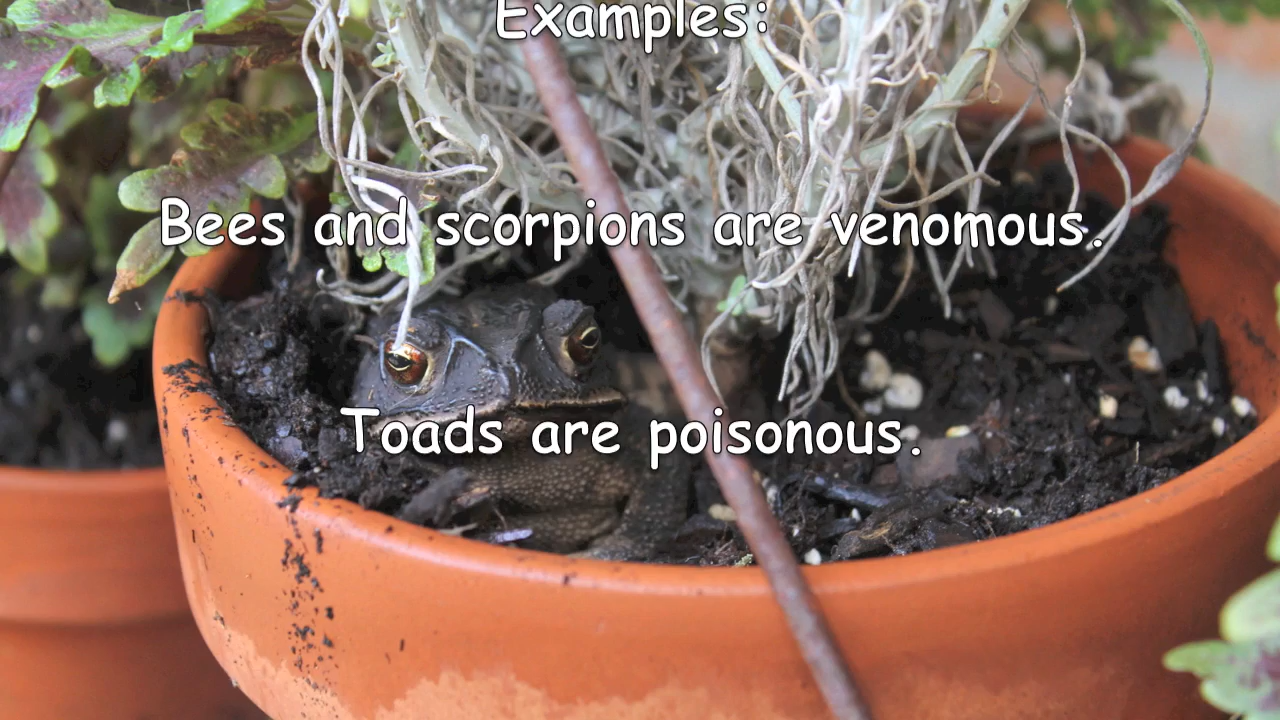 Examples:
Bees and scorpions are venomous.
Toads are poisonous.